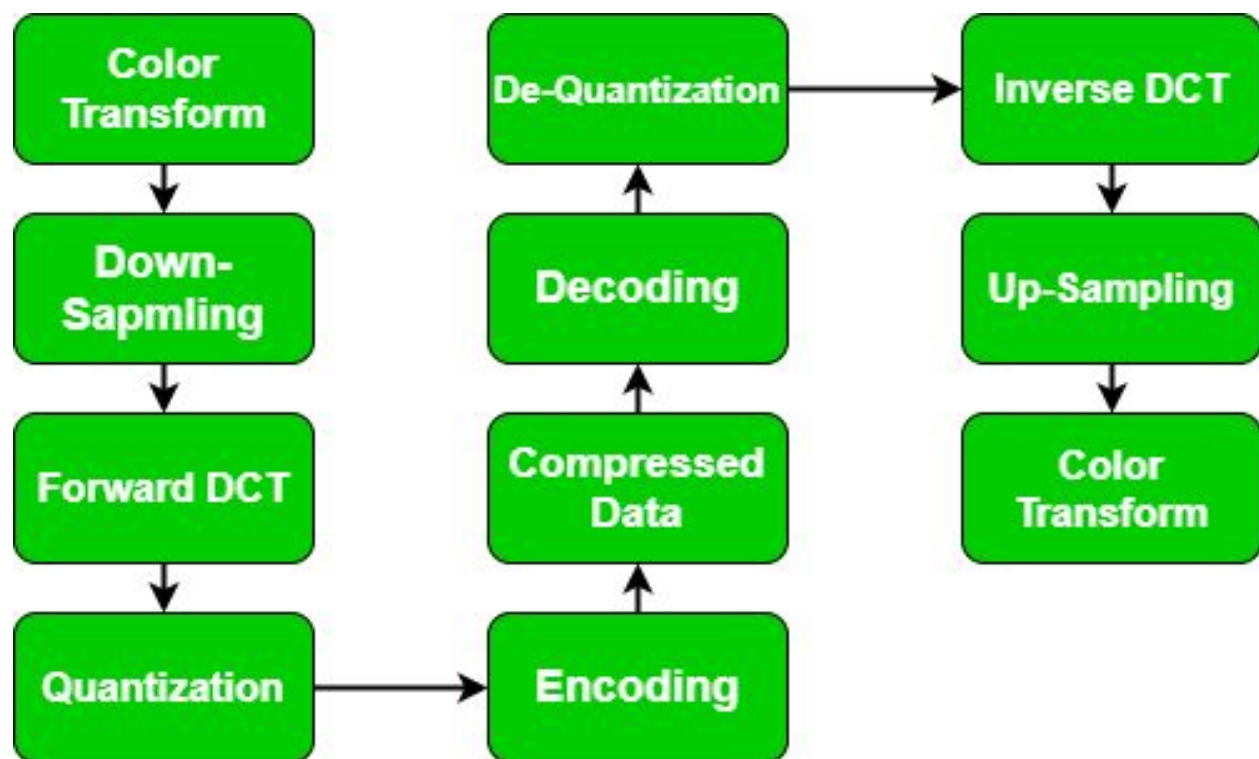 Color
Transform
Down-
Sapmling
Forward DCT
Quantization
Encoding
Compressed
Data
Decoding
De-Quantization
Inverse DCT
Up-Sampling
Color
Transform